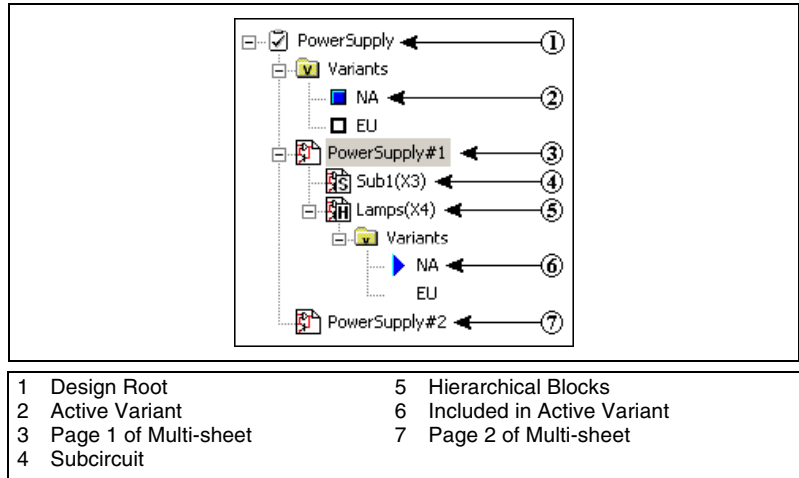 PowerSupply 1
V Variants
NA 2
EU
PowerSupply#1 3
S Sub1(X3) 4
H Lamps(X4) 5
V Variants
NA 6
EU
PowerSupply#2 7
1 Design Root
2 Active Variant
3 Page 1 of Multi-sheet
4 Subcircuit
5 Hierarchical Blocks
6 Included in Active Variant
7 Page 2 of Multi-sheet